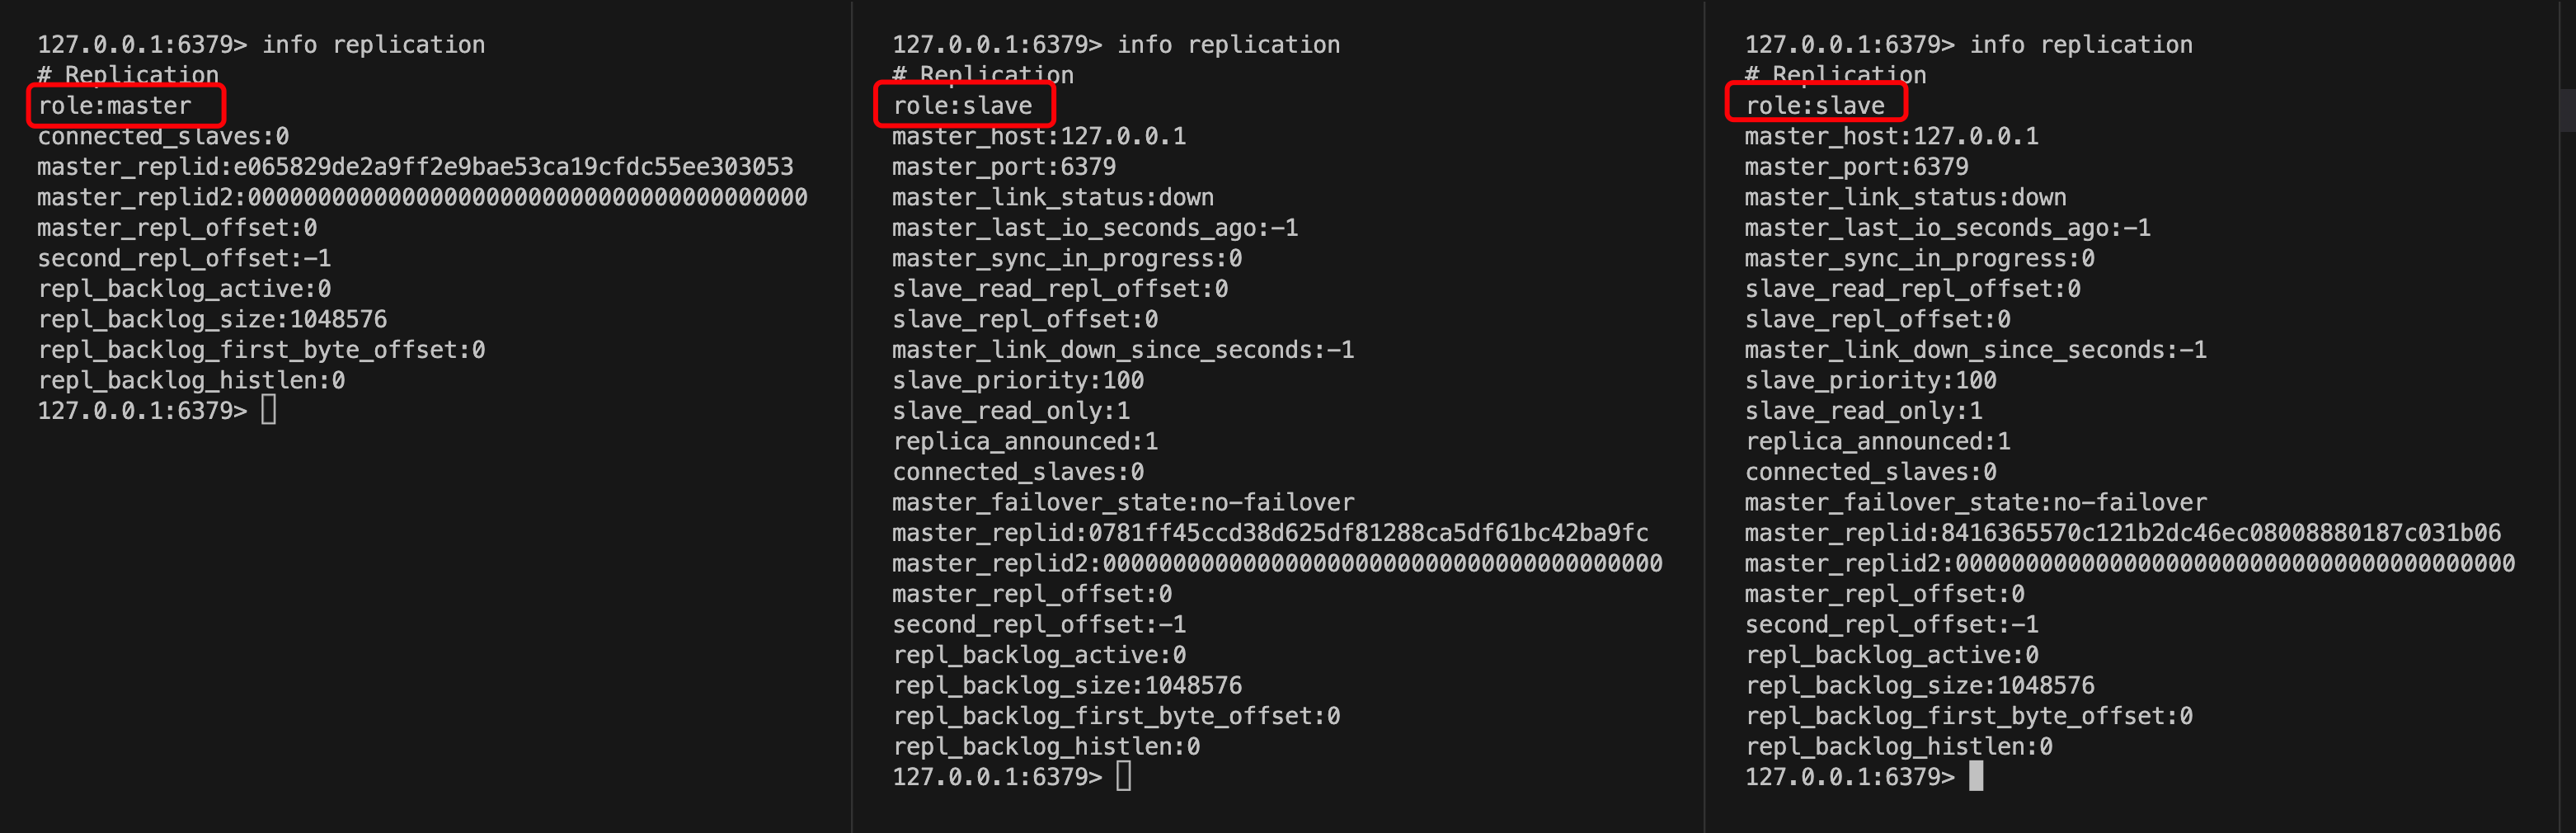 127.0.0.1:6379> info replication
# Replication
role:master
connected_slaves:0
master_replid:e065829de2a9ff2e9bae53ca19cfdc55ee303053
master_replid2:0000000000000000000000000000000000000000
master_repl_offset:0
second_repl_offset:-1
repl_backlog_active:0
repl_backlog_size:1048576
repl_backlog_first_byte_offset:0
repl_backlog_histlen:0
127.0.0.1:6379>
127.0.0.1:6379> info replication
# Replication
role:slave
master_host:127.0.0.1
master_port:6379
master_link_status:down
master_last_io_seconds_ago:-1
master_sync_in_progress:0
slave_read_repl_offset:0
slave_repl_offset:0
master_link_down_since_seconds:-1
slave_priority:100
slave_read_only:1
replica_announced:1
connected_slaves:0
master_failover_state:no-failover
master_replid:0781ff45ccd38d625df81288ca5df61bc42ba9fc
master_replid2:0000000000000000000000000000000000000000
master_repl_offset:0
second_repl_offset:-1
repl_backlog_active:0
repl_backlog_size:1048576
repl_backlog_first_byte_offset:0
repl_backlog_histlen:0
127.0.0.1:6379>
127.0.0.1:6379> info replication
# Replication
role:slave
master_host:127.0.0.1
master_port:6379
master_link_status:down
master_last_io_seconds_ago:-1
master_sync_in_progress:0
slave_read_repl_offset:0
slave_repl_offset:0
master_link_down_since_seconds:-1
slave_priority:100
slave_read_only:1
replica_announced:1
connected_slaves:0
master_failover_state:no-failover
master_replid:8416365570c121b2dc46ec08008880187c031b06
master_replid2:0000000000000000000000000000000000000000
master_repl_offset:0
second_repl_offset:-1
repl_backlog_active:0
repl_backlog_size:1048576
repl_backlog_first_byte_offset:0
repl_backlog_histlen:0
127.0.0.1:6379>